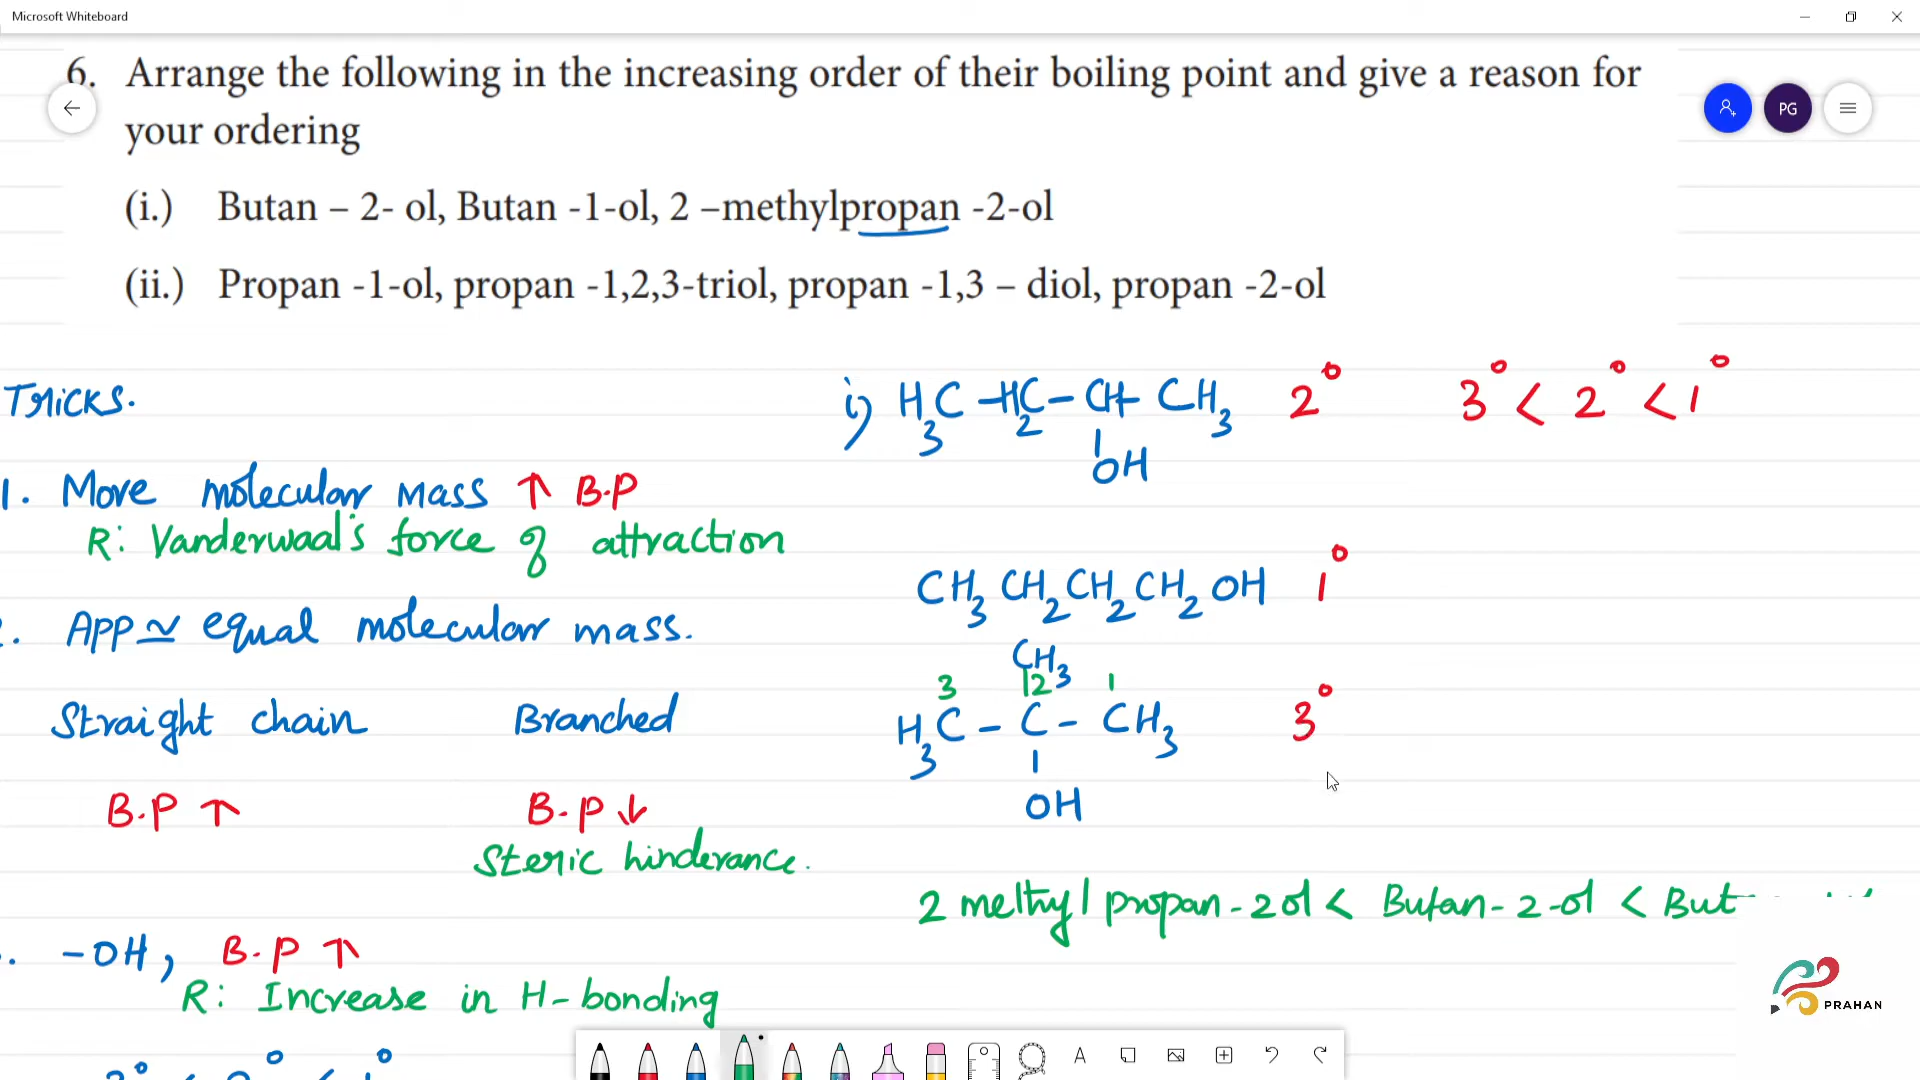 Microsoft Whiteboard
6. Arrange the following in the increasing order of their boiling point and give a reason for
your ordering
(i.) Butan – 2- ol, Butan -1-ol, 2 –methylpropan -2-ol
(ii.) Propan -1-ol, propan -1,2,3-triol, propan -1,3 – diol, propan -2-ol
PG
Tricks.
1. More molecular mass ↑ B.P
R: Vanderwaal's force of attraction
. App ≃ equal molecular mass.
Straight chain Branched
B.P ↑ B.P ↓
Steric hinderance.
. -OH, B.P ↑
R: Increase in H-bonding
3° < 2° < 1°
i) H3C - H2C - CH - CH3 2° 3° < 2° < 1°
OH
CH3 CH2 CH2 CH2 OH 1°
CH3
3 2 1
H3C - C - CH3 3°
OH
2 methyl propan-2ol < Butan-2-ol < But
PRAHAN
A